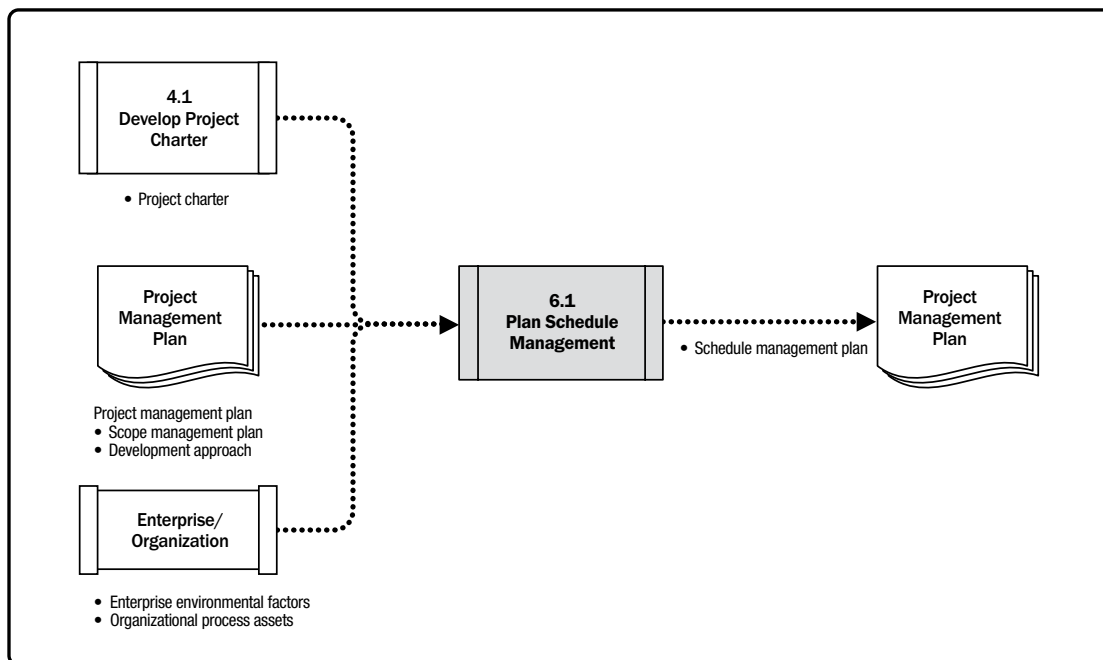 4.1
Develop Project
Charter
• Project charter
Project
Management
Plan
Project management plan
• Scope management plan
• Development approach
Enterprise/
Organization
• Enterprise environmental factors
• Organizational process assets
6.1
Plan Schedule
Management
• Schedule management plan
Project
Management
Plan